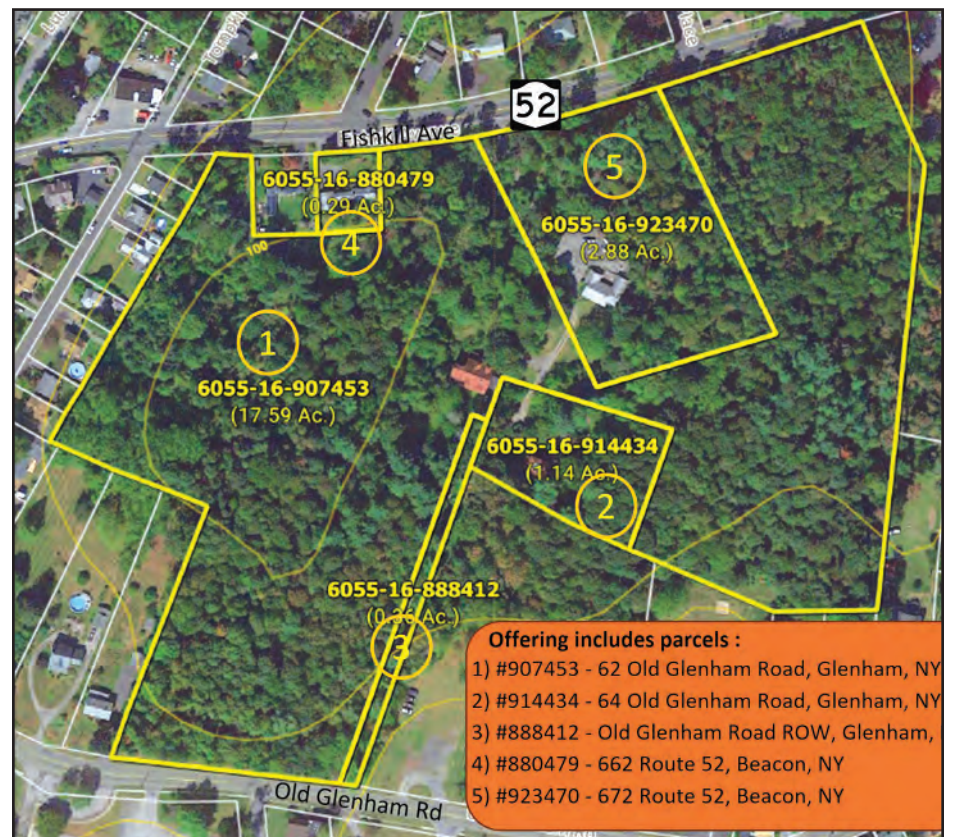 52
Fishkill Ave
6055-16-880479
(0.29 Ac.)
4
100
5
6055-16-923470
(2.88 Ac.)
1
6055-16-907453
(17.59 Ac.)
6055-16-914434
(1.14 Ac.)
2
6055-16-888412
(0.36 Ac.)
3
Old Glenham Rd
Offering includes parcels :
1) #907453 - 62 Old Glenham Road, Glenham, NY
2) #914434 - 64 Old Glenham Road, Glenham, NY
3) #888412 - Old Glenham Road ROW, Glenham,
4) #880479 - 662 Route 52, Beacon, NY
5) #923470 - 672 Route 52, Beacon, NY